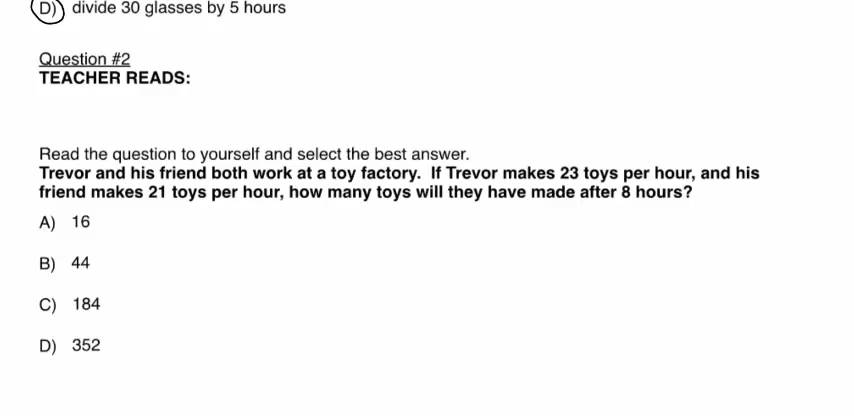 D) divide 30 glasses by 5 hours
Question #2
TEACHER READS:
Read the question to yourself and select the best answer.
Trevor and his friend both work at a toy factory. If Trevor makes 23 toys per hour, and his
friend makes 21 toys per hour, how many toys will they have made after 8 hours?
A) 16
B) 44
C) 184
D) 352